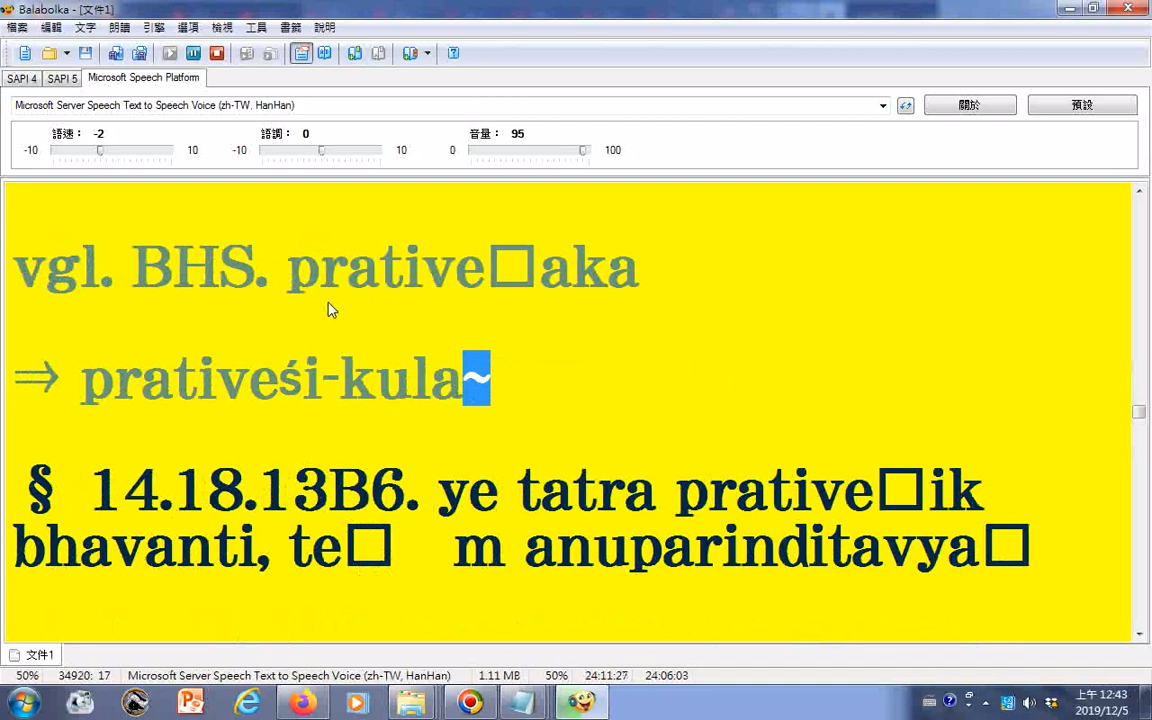 Balabolka - [文件1]
檔案 編輯 文字 朗讀 引擎 選項 檢視 工具 書籤 說明
SAPI 4 SAPI 5 Microsoft Speech Platform
Microsoft Server Speech Text to Speech Voice (zh-TW, HanHan) 關於 預設
語速： -2 語調： 0 音量： 95
-10 10 -10 10 0 100
vgl. BHS. prative□aka
⇒ prativeśi-kula~
§ 14.18.13B6. ye tatra prative□ik
bhavanti, te□ m anuparinditavya□
文件1
50% 34920: 17 Microsoft Server Speech Text to Speech Voice (zh-TW, HanHan) 1.11 MB 50% 24:11:27 24:06:03
上午 12:43
2019/12/5